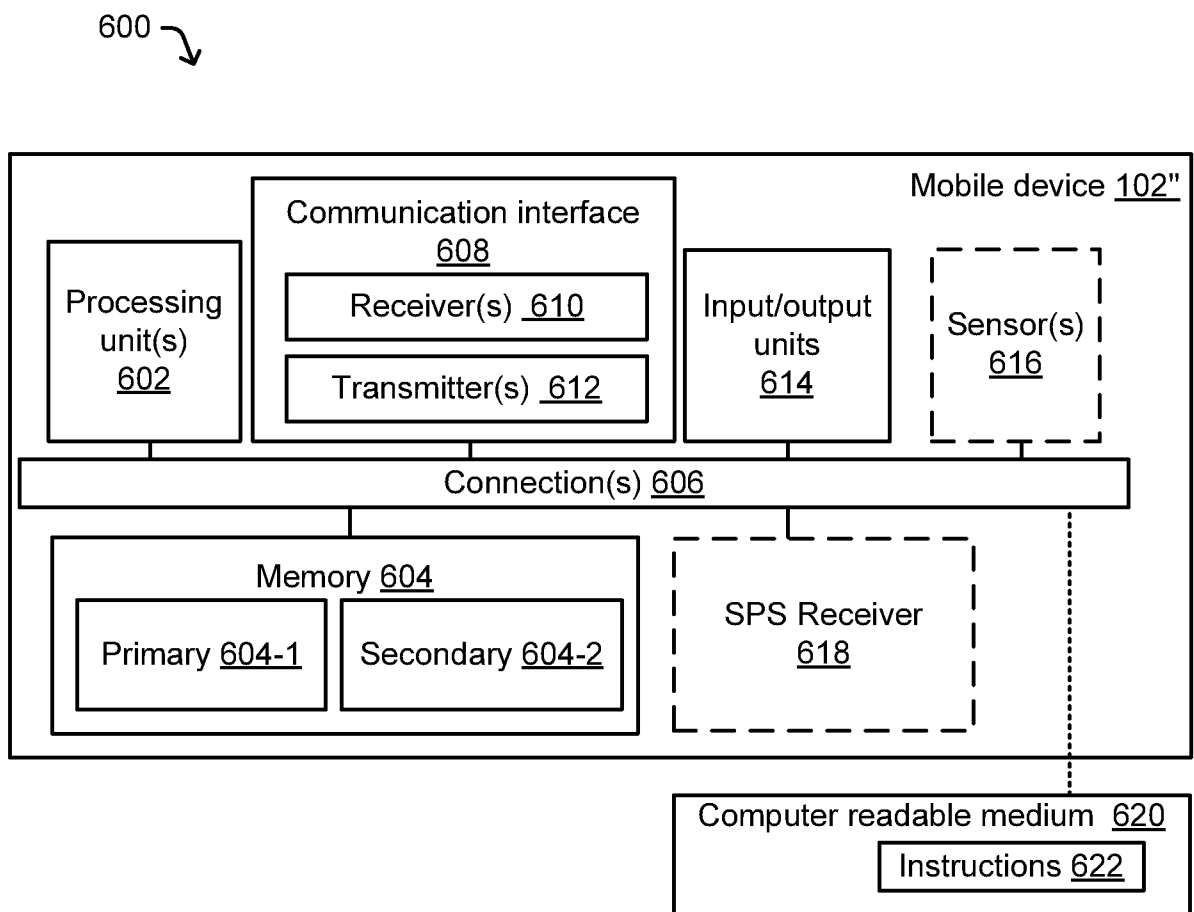 600
Mobile device 102"
Communication interface
608
Receiver(s) 610
Transmitter(s) 612
Processing
unit(s)
602
Input/output
units
614
Sensor(s)
616
Connection(s) 606
Memory 604
Primary 604-1
Secondary 604-2
SPS Receiver
618
Computer readable medium 620
Instructions 622